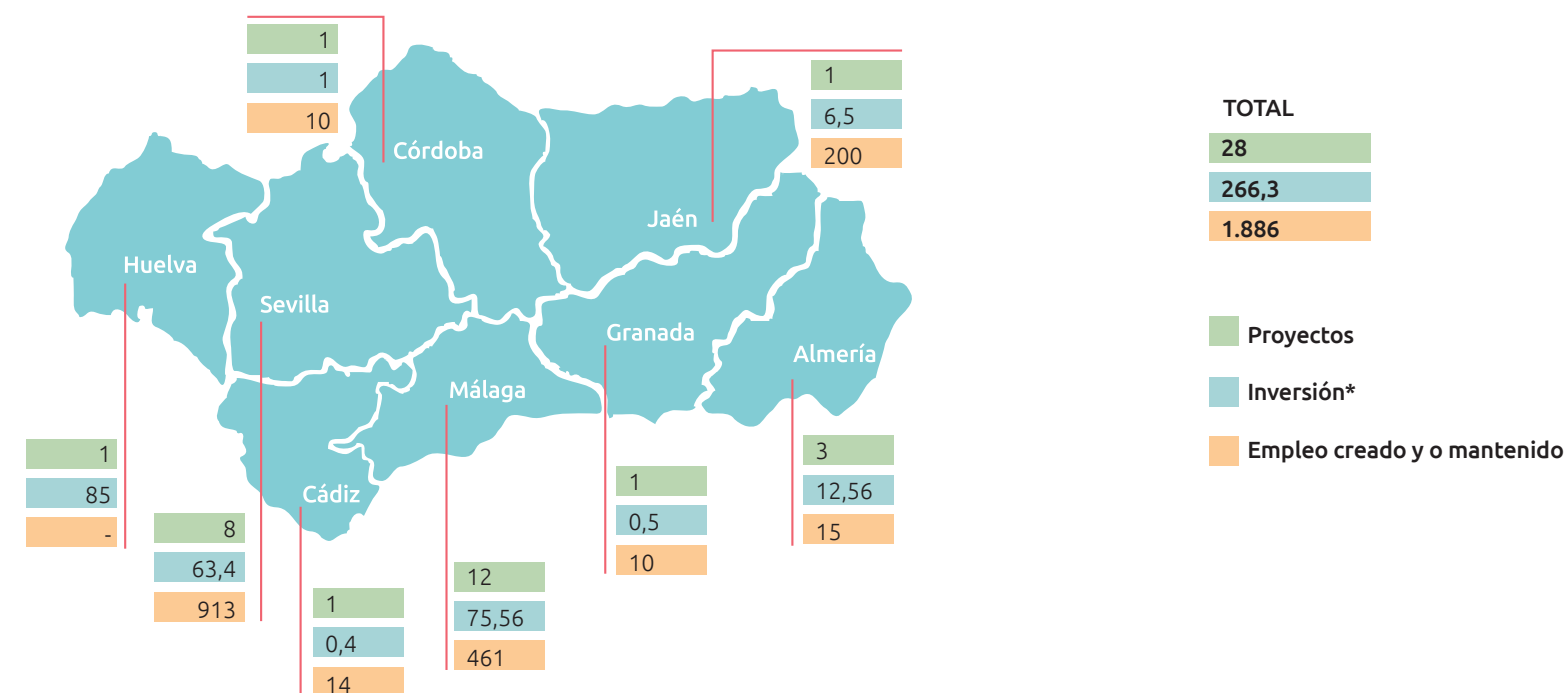 1
1
10
Córdoba
1
6,5
200
Jaén
TOTAL
28
266,3
1.886
Huelva
1
85
-
Sevilla
8
63,4
913
Cádiz
1
0,4
14
Málaga
12
75,56
461
Granada
1
0,5
10
Almería
3
12,56
15
Proyectos
Inversión*
Empleo creado y o mantenido